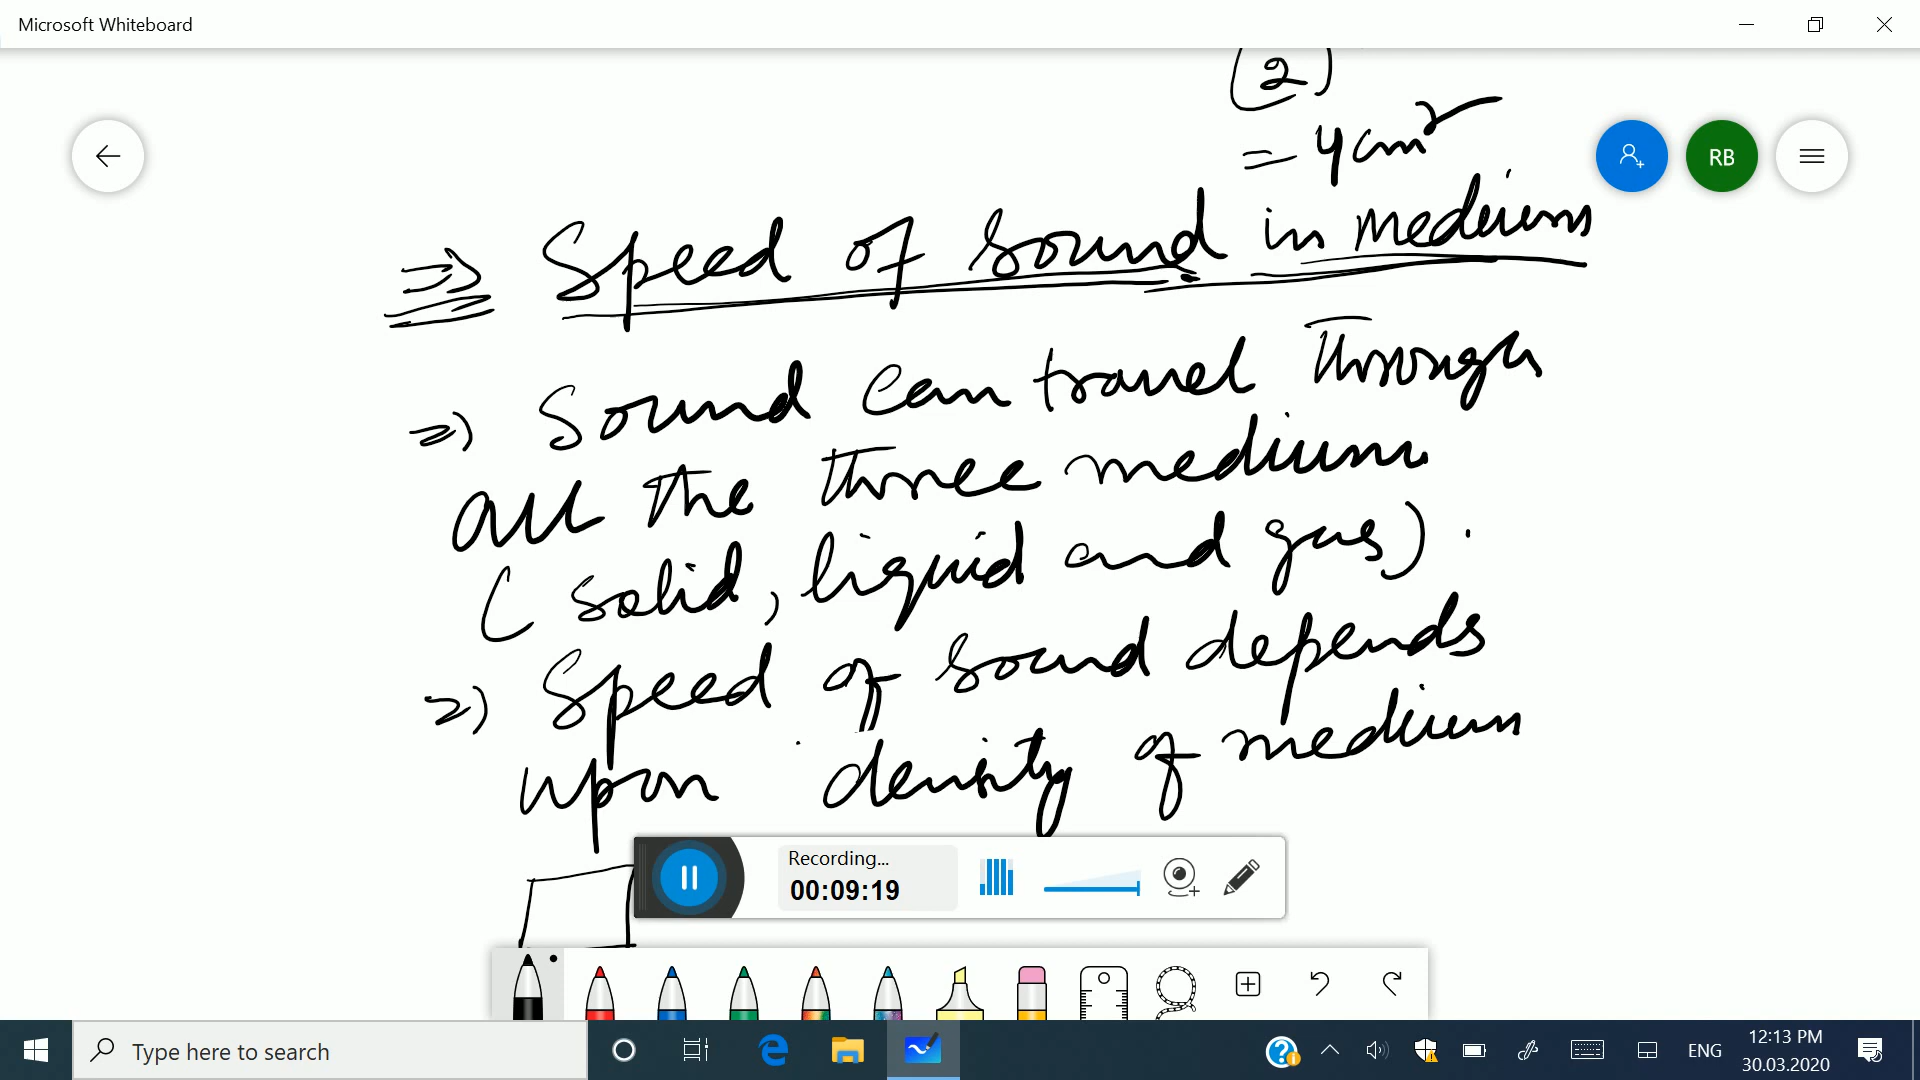 Microsoft Whiteboard
(2)
= 4cm²
RB
⇒ Speed of sound in medium
⇒ Sound can travel through
all the three medium
(solid, liquid and gas).
⇒ Speed of sound depends
upon density of medium
Recording...
00:09:19
Type here to search
ENG
12:13 PM
30.03.2020